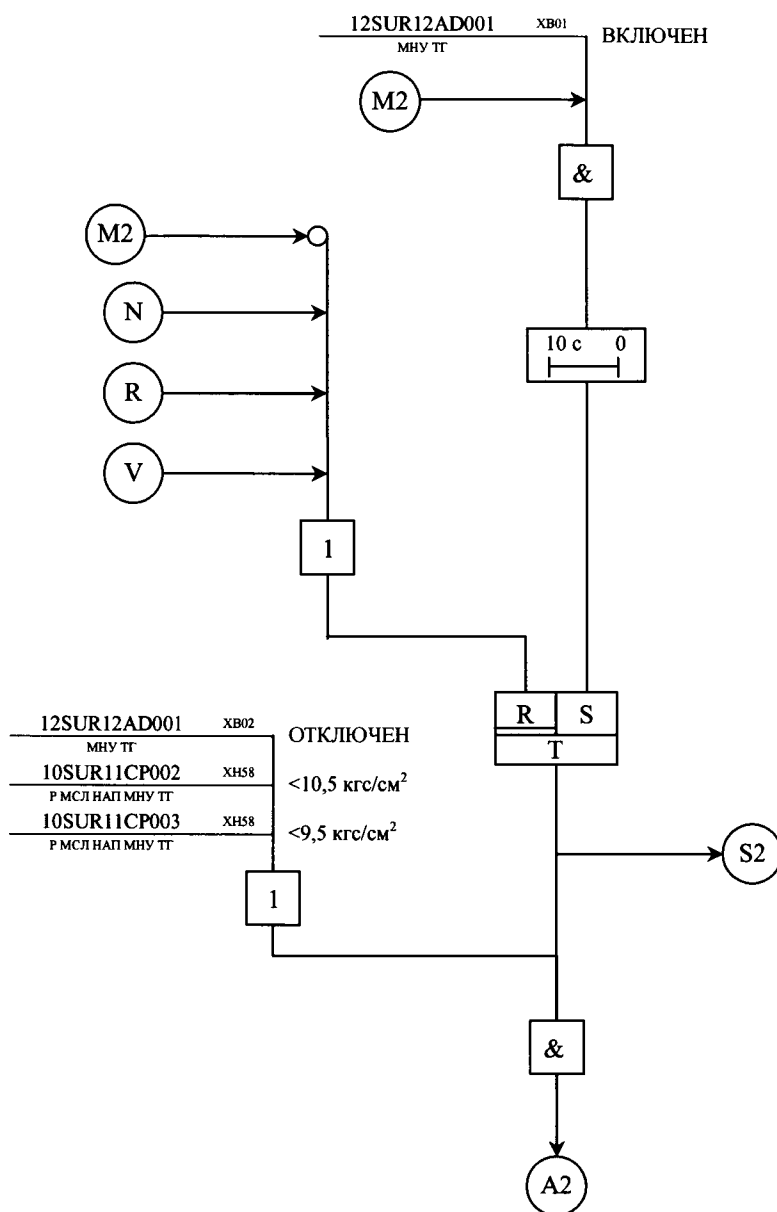 12SUR12AD001 XB01 ВКЛЮЧЕН
МНУ ТГ
M2
&
M2
N
10 с 0
R
V
1
R S
T
12SUR12AD001 XB02 ОТКЛЮЧЕН
МНУ ТГ
10SUR11CP002 XH58 <10,5 кгс/см²
Р МСЛ НАП МНУ ТГ
10SUR11CP003 XH58 <9,5 кгс/см²
Р МСЛ НАП МНУ ТГ
S2
1
&
A2